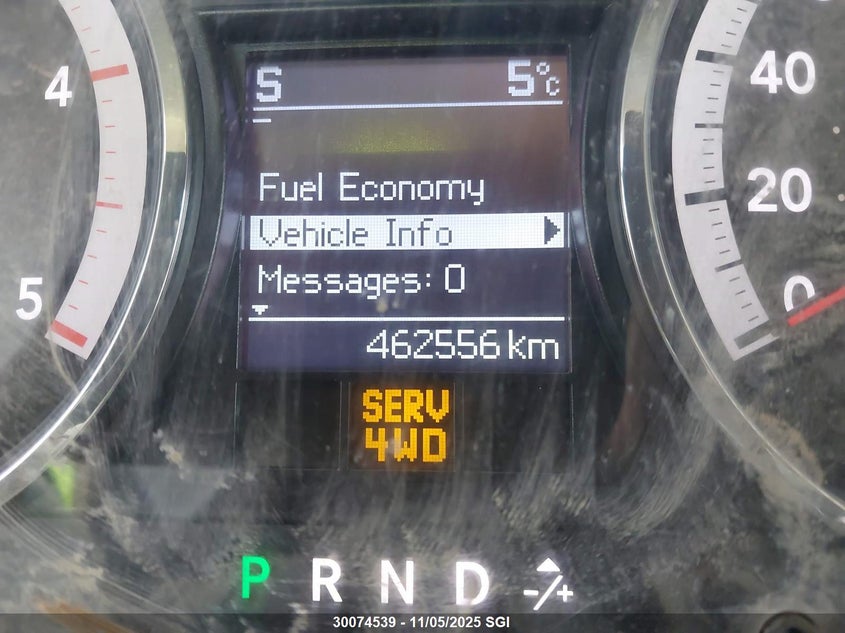 4
5
S 5°C
Fuel Economy
Vehicle Info
Messages: 0
462556 km
SERV
4WD
40
20
0
P R N D -/+
30074539 - 11/05/2025 SGI